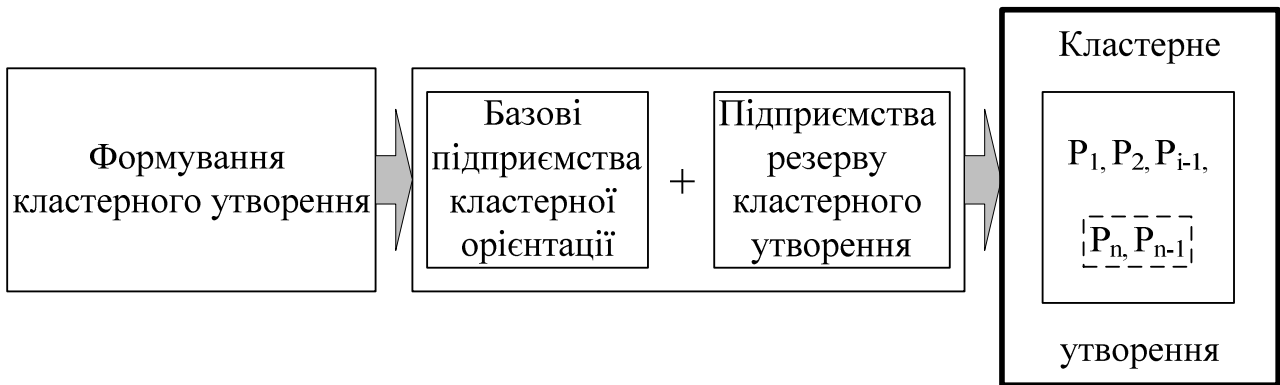 Формування
кластерного утворення
Базові
підприємства
кластерної
орієнтації
+
Підприємства
резерву
кластерного
утворення
Кластерне
P1, P2, Pi-1,
Pn, Pn-1
утворення